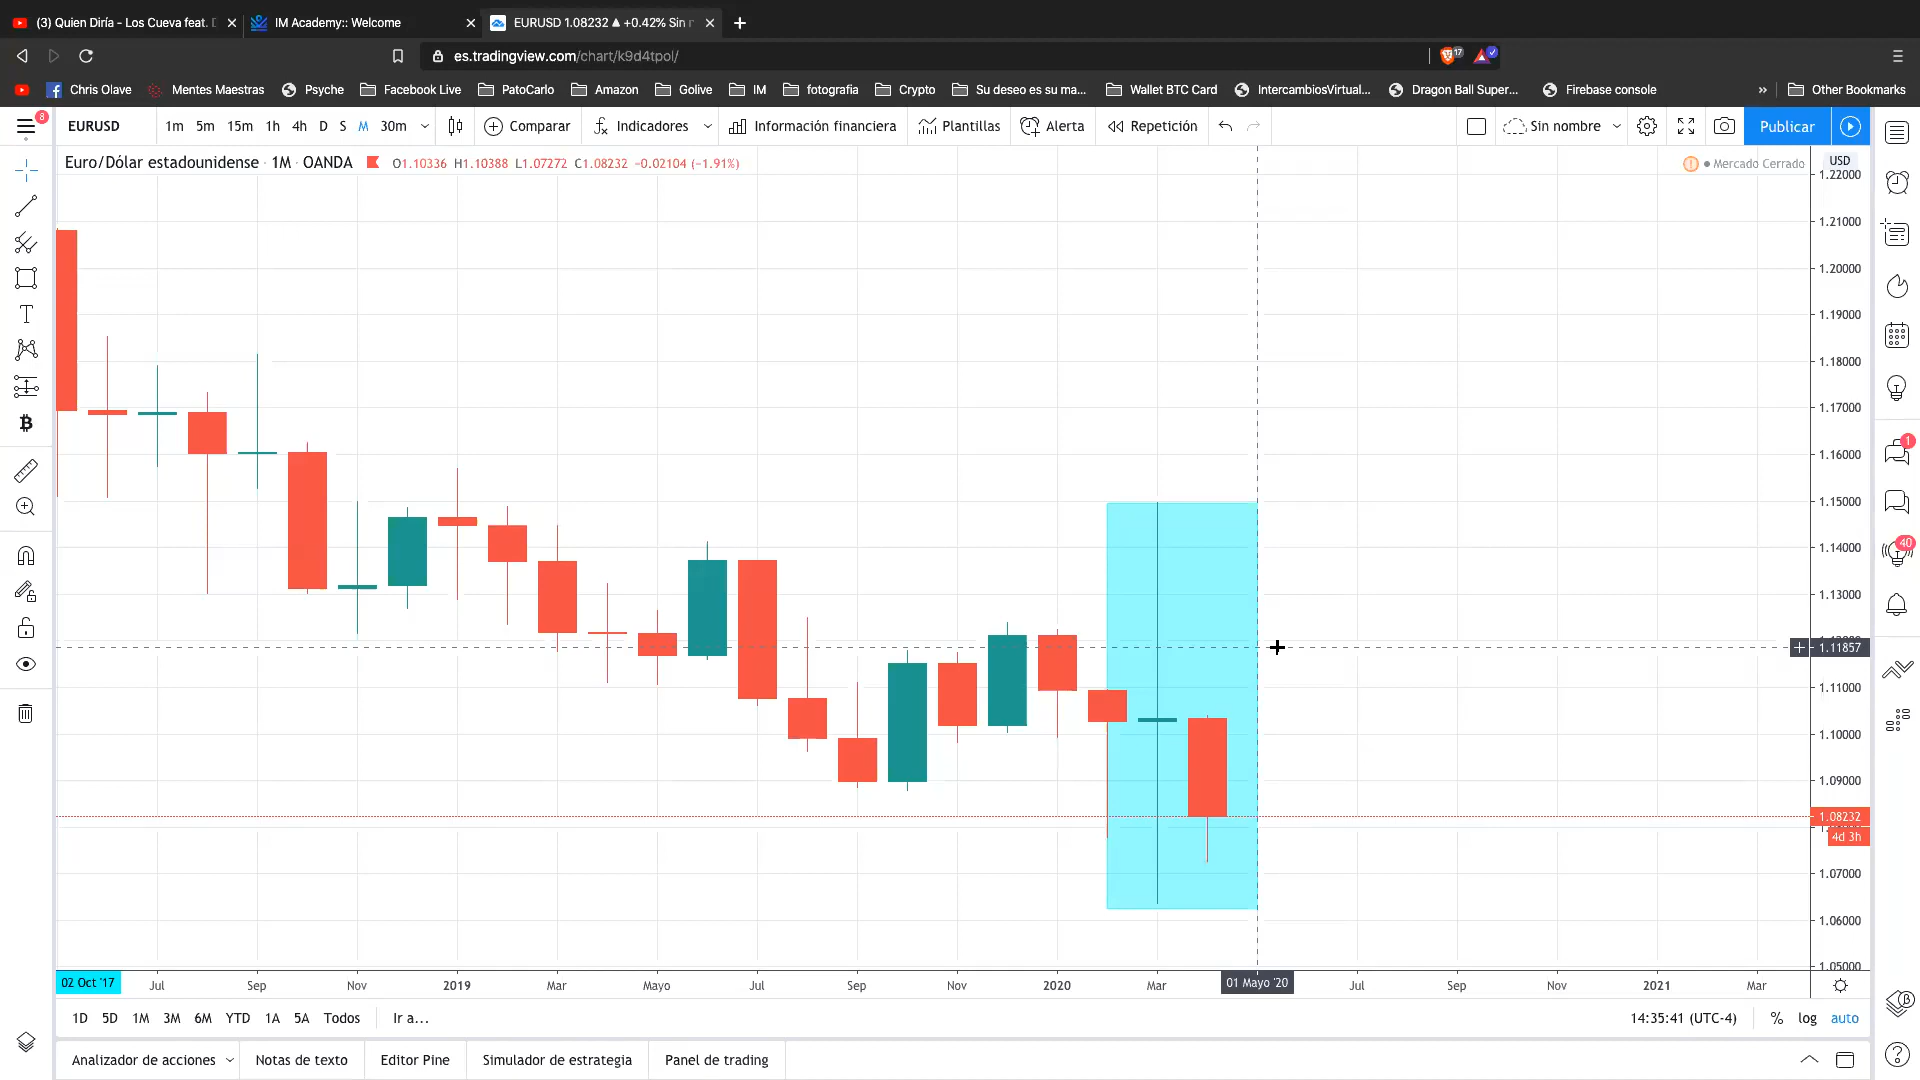 (3) Quien Diría - Los Cueva feat. D
IM Academy:: Welcome
EURUSD 1.08232 ▲ +0.42% Sin n
es.tradingview.com/chart/k9d4tpol/
17
Chris Olave
Mentes Maestras
Psyche
Facebook Live
PatoCarlo
Amazon
Golive
IM
fotografia
Crypto
Su deseo es su ma...
Wallet BTC Card
IntercambiosVirtual...
Dragon Ball Super...
Firebase console
»
Other Bookmarks
8
EURUSD
1m 5m 15m 1h 4h D S M 30m
Comparar
Indicadores
Información financiera
Plantillas
Alerta
Repetición
Sin nombre
Publicar
Euro/Dólar estadounidense · 1M · OANDA
O1.10336 H1.10388 L1.07272 C1.08232 −0.02104 (−1.91%)
Mercado Cerrado
USD
1.22000
1.21000
1.20000
1.19000
1.18000
1.17000
1.16000
1.15000
1.14000
1.13000
1.11857
1.11000
1.10000
1.09000
1.08232
4d 3h
1.07000
1.06000
1.05000
1
40
02 Oct '17
Jul Sep Nov 2019 Mar Mayo Jul Sep Nov 2020 Mar
01 Mayo '20
Jul Sep Nov 2021 Mar
1D 5D 1M 3M 6M YTD 1A 5A Todos
Ir a...
14:35:41 (UTC-4)
% log auto
Analizador de acciones
Notas de texto
Editor Pine
Simulador de estrategia
Panel de trading